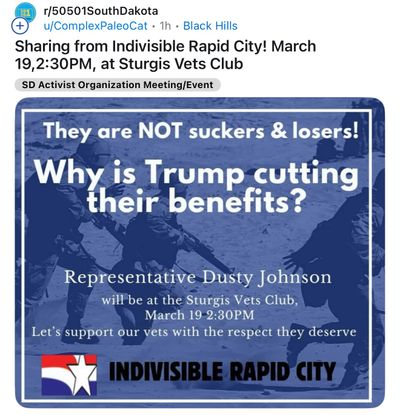 r/50501SouthDakota
u/ComplexPaleoCat • 1h • Black Hills
Sharing from Indivisible Rapid City! March
19,2:30PM, at Sturgis Vets Club
SD Activist Organization Meeting/Event
They are NOT suckers & losers!
Why is Trump cutting
their benefits?
Representative Dusty Johnson
will be at the Sturgis Vets Club,
March 19 2:30PM
Let's support our vets with the respect they deserve
INDIVISIBLE RAPID CITY